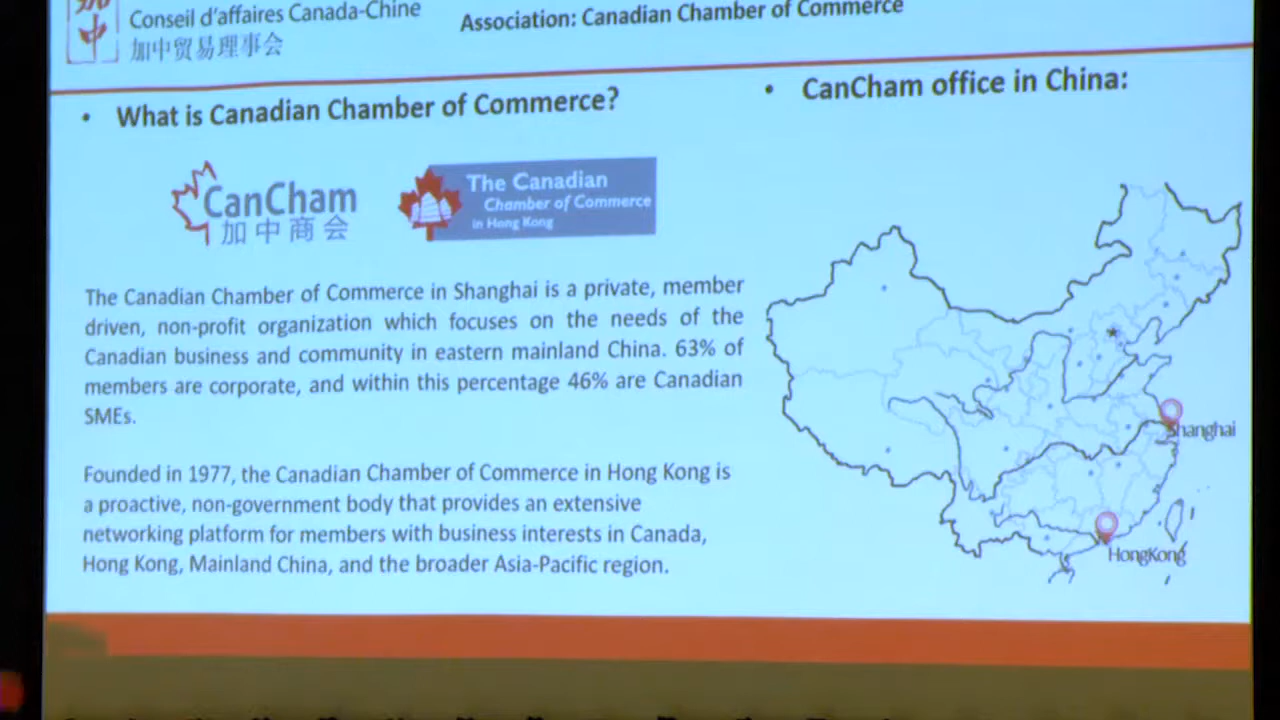 Conseil d'affaires Canada-Chine
加中贸易理事会
Association: Canadian Chamber of Commerce
• What is Canadian Chamber of Commerce?
CanCham
加中商会
The Canadian
Chamber of Commerce
in Hong Kong
The Canadian Chamber of Commerce in Shanghai is a private, member
driven, non-profit organization which focuses on the needs of the
Canadian business and community in eastern mainland China. 63% of
members are corporate, and within this percentage 46% are Canadian
SMEs.
Founded in 1977, the Canadian Chamber of Commerce in Hong Kong is
a proactive, non-government body that provides an extensive
networking platform for members with business interests in Canada,
Hong Kong, Mainland China, and the broader Asia-Pacific region.
• CanCham office in China:
Shanghai
HongKong